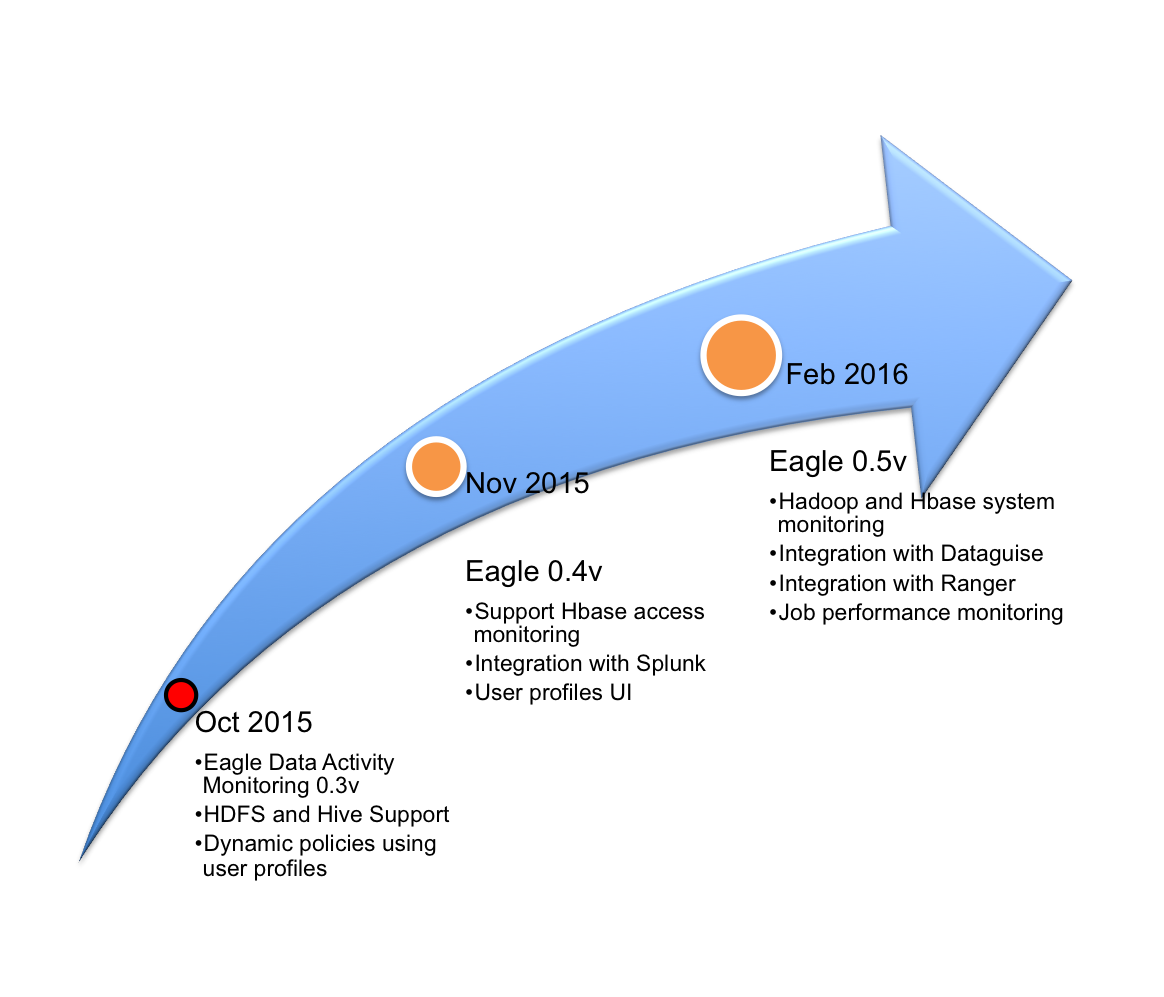 Oct 2015
•Eagle Data Activity
Monitoring 0.3v
•HDFS and Hive Support
•Dynamic policies using
user profiles
Nov 2015
Eagle 0.4v
•Support Hbase access
monitoring
•Integration with Splunk
•User profiles UI
Feb 2016
Eagle 0.5v
•Hadoop and Hbase system
monitoring
•Integration with Dataguise
•Integration with Ranger
•Job performance monitoring